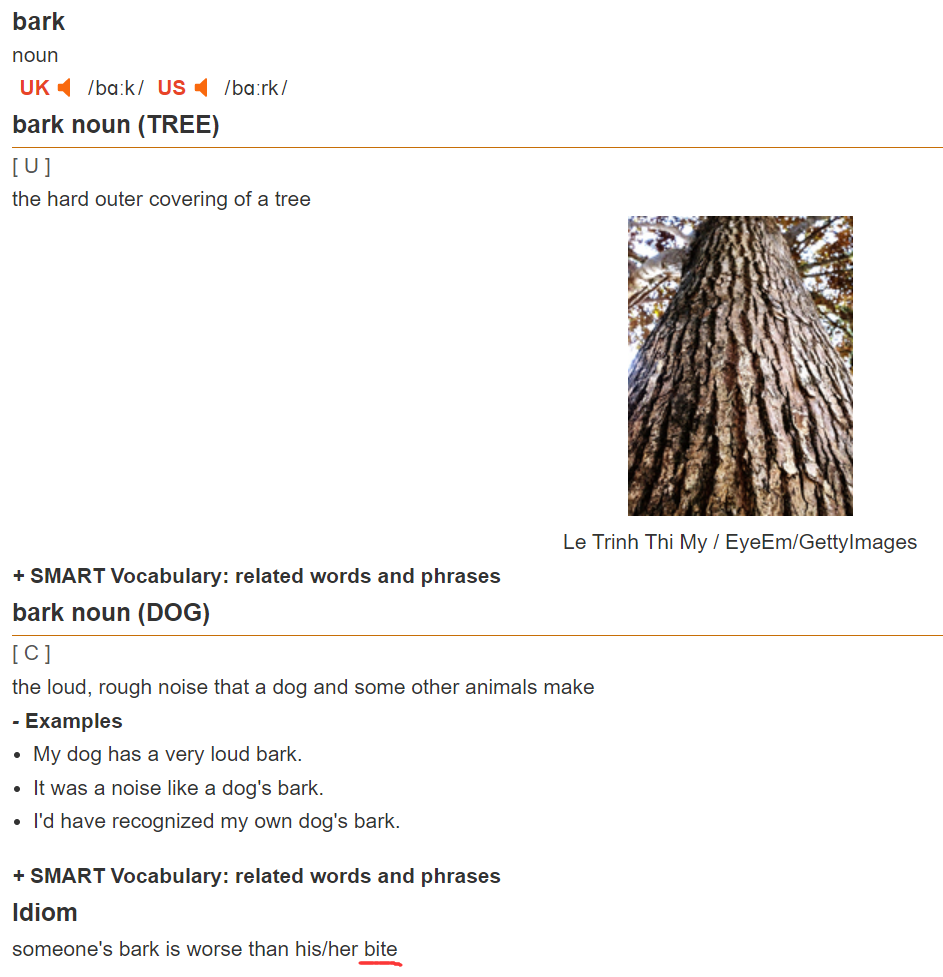 bark
noun
UK /bɑːk/ US /bɑːrk/
bark noun (TREE)
[ U ]
the hard outer covering of a tree
Le Trinh Thi My / EyeEm/GettyImages
+ SMART Vocabulary: related words and phrases
bark noun (DOG)
[ C ]
the loud, rough noise that a dog and some other animals make
- Examples
• My dog has a very loud bark.
• It was a noise like a dog's bark.
• I'd have recognized my own dog's bark.
+ SMART Vocabulary: related words and phrases
Idiom
someone's bark is worse than his/her bite